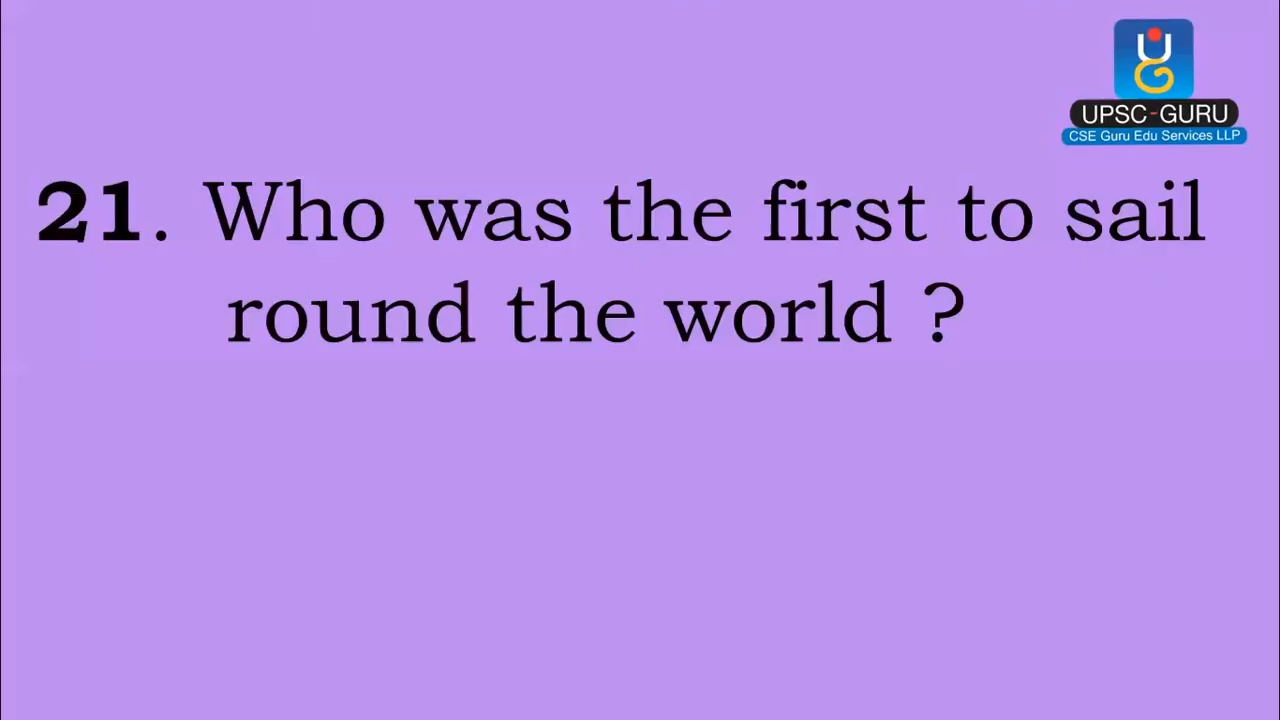 UPSC-GURU
CSE Guru Edu Services LLP
21. Who was the first to sail
round the world ?